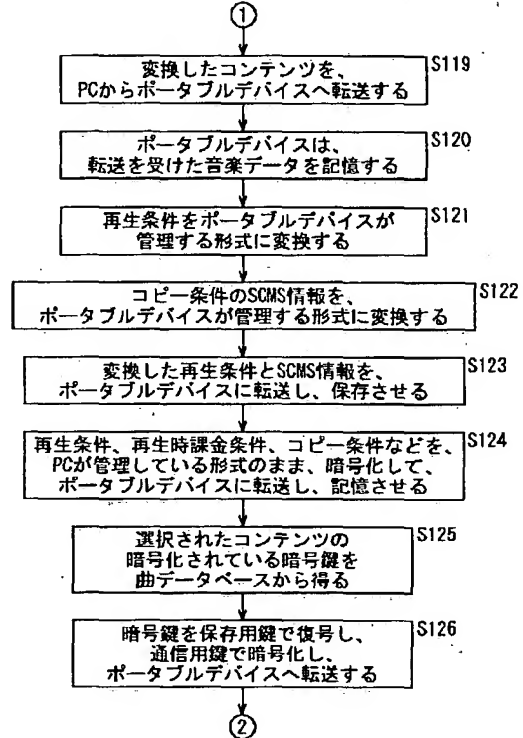 ①
変換したコンテンツを、
PCからポータブルデバイスへ転送する
S119
ポータブルデバイスは、
転送を受けた音楽データを記憶する
S120
再生条件をポータブルデバイスが
管理する形式に変換する
S121
コピー条件のSCMS情報を、
ポータブルデバイスが管理する形式に変換する
S122
変換した再生条件とSCMS情報を、
ポータブルデバイスに転送し、保存させる
S123
再生条件、再生時課金条件、コピー条件などを、
PCが管理している形式のまま、暗号化して、
ポータブルデバイスに転送し、記憶させる
S124
選択されたコンテンツの
暗号化されている暗号鍵を
曲データベースから得る
S125
暗号鍵を保存用鍵で復号し、
通信用鍵で暗号化し、
ポータブルデバイスへ転送する
S126
②